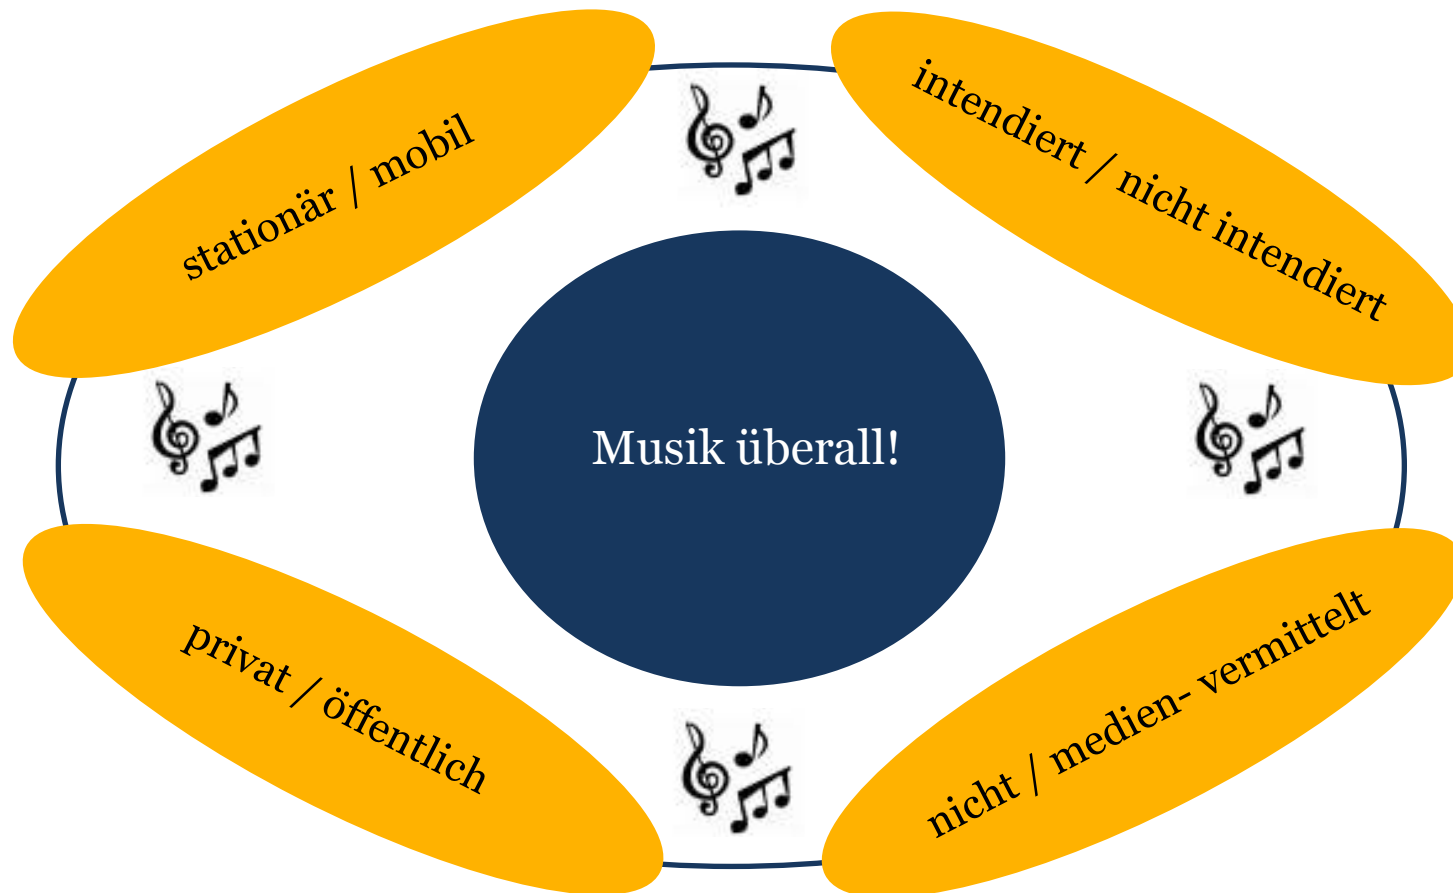 stationär / mobil
intendiert / nicht intendiert
Musik überall!
privat / öffentlich
nicht / medien- vermittelt